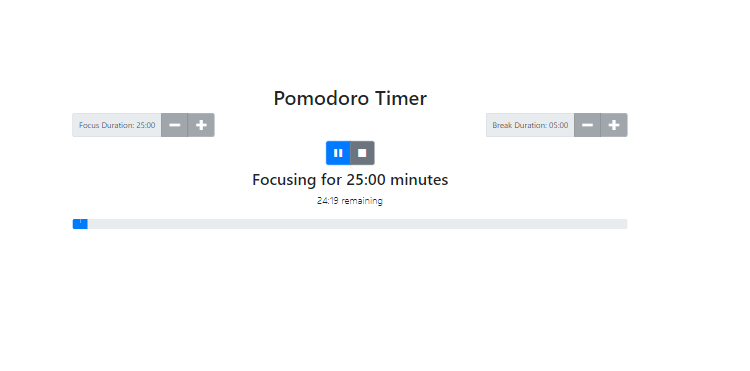 Pomodoro Timer
Focus Duration: 25:00
Break Duration: 05:00
Focusing for 25:00 minutes
24:19 remaining